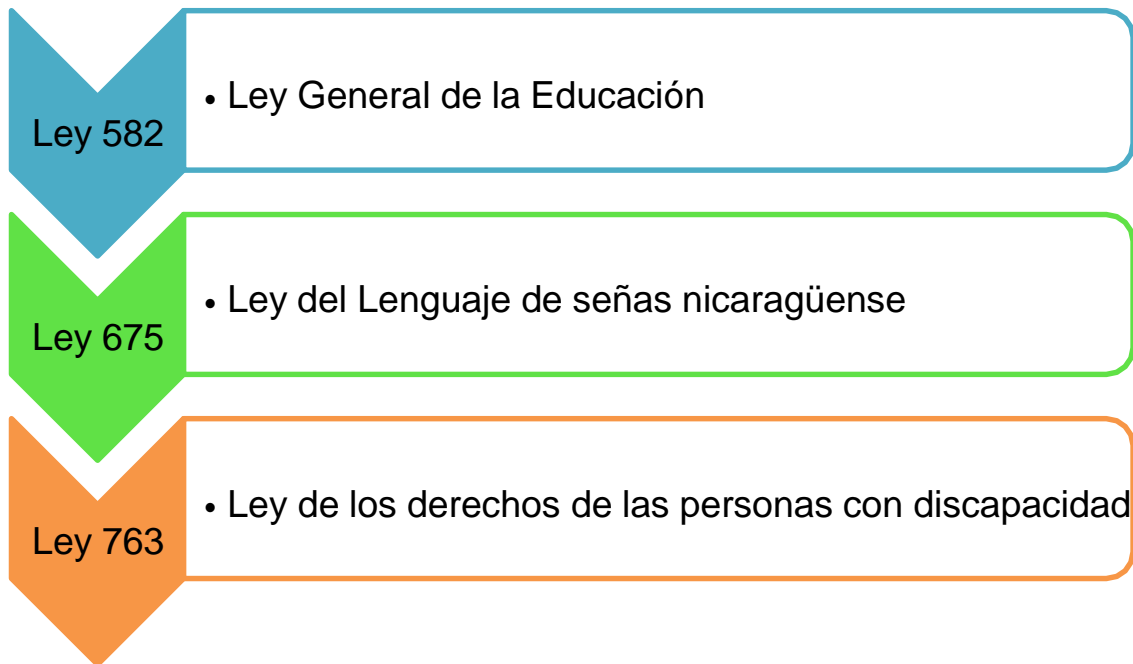 Ley 582
• Ley General de la Educación
Ley 675
• Ley del Lenguaje de señas nicaragüense
Ley 763
• Ley de los derechos de las personas con discapacidad